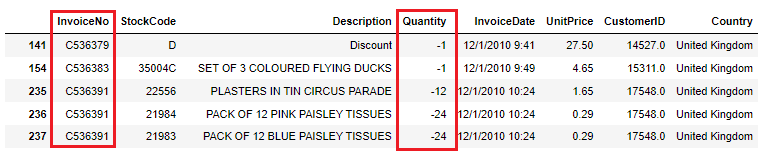 InvoiceNo StockCode Description Quantity InvoiceDate UnitPrice CustomerID Country
141 C536379 D Discount -1 12/1/2010 9:41 27.50 14527.0 United Kingdom
154 C536383 35004C SET OF 3 COLOURED FLYING DUCKS -1 12/1/2010 9:49 4.65 15311.0 United Kingdom
235 C536391 22556 PLASTERS IN TIN CIRCUS PARADE -12 12/1/2010 10:24 1.65 17548.0 United Kingdom
236 C536391 21984 PACK OF 12 PINK PAISLEY TISSUES -24 12/1/2010 10:24 0.29 17548.0 United Kingdom
237 C536391 21983 PACK OF 12 BLUE PAISLEY TISSUES -24 12/1/2010 10:24 0.29 17548.0 United Kingdom